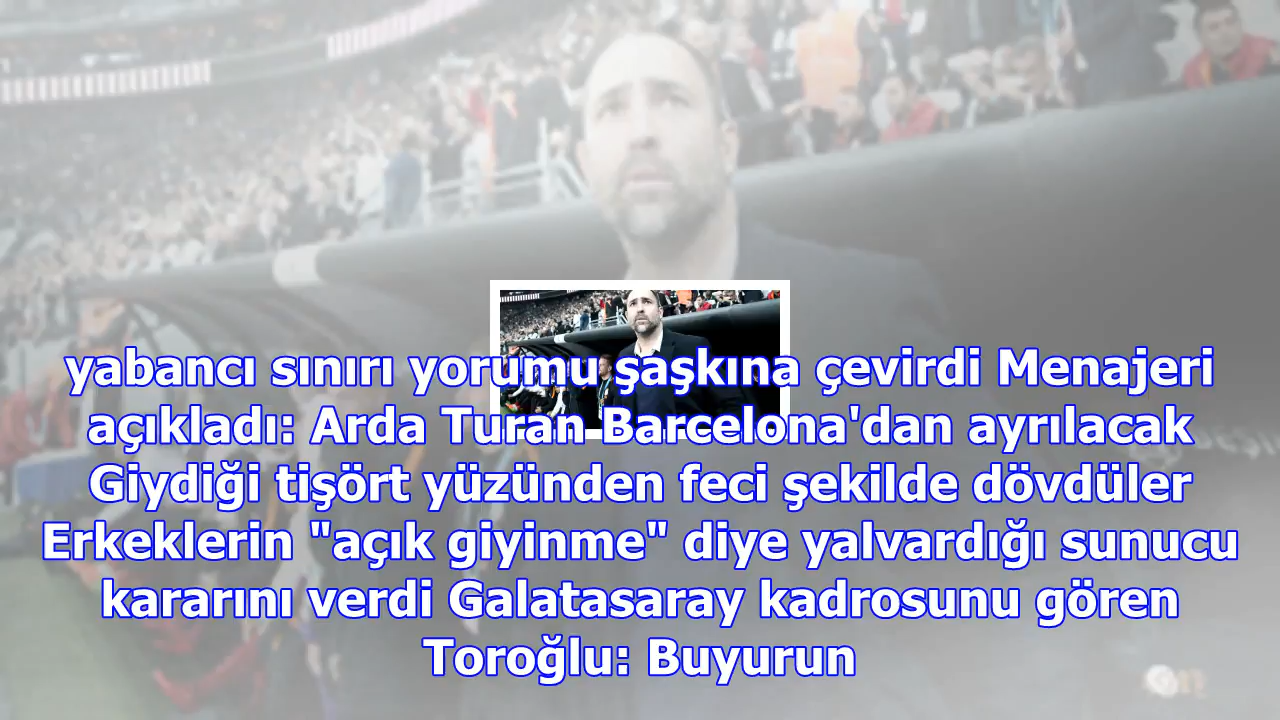 yabancı sınırı yorumu şaşkına çevirdi Menajeri
açıkladı: Arda Turan Barcelona'dan ayrılacak
Giydiği tişört yüzünden feci şekilde dövdüler
Erkeklerin "açık giyinme" diye yalvardığı sunucu
kararını verdi Galatasaray kadrosunu gören
Toroğlu: Buyurun